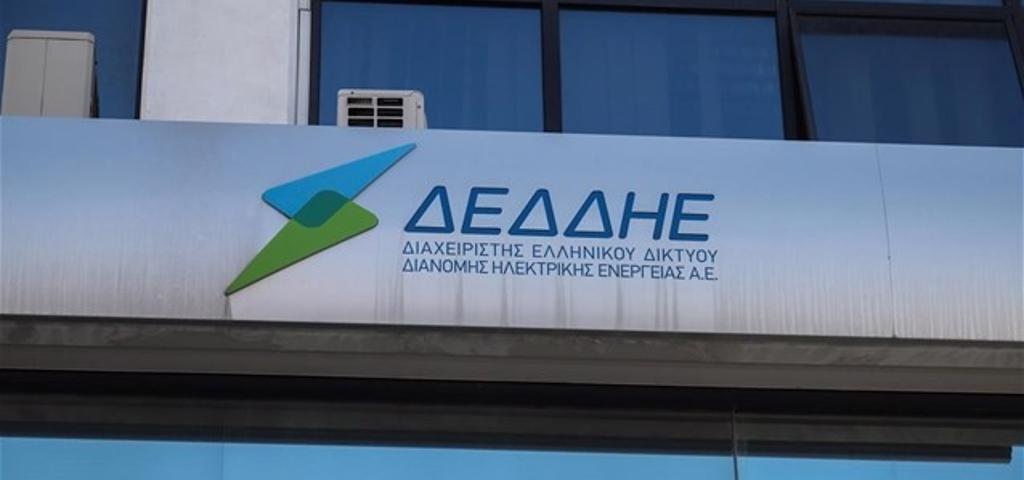 ΔΕΔΔΗΕ
ΔΙΑΧΕΙΡΙΣΤΗΣ ΕΛΛΗΝΙΚΟΥ ΔΙΚΤΥΟΥ
ΔΙΑΝΟΜΗΣ ΗΛΕΚΤΡΙΚΗΣ ΕΝΕΡΓΕΙΑΣ Α.Ε.